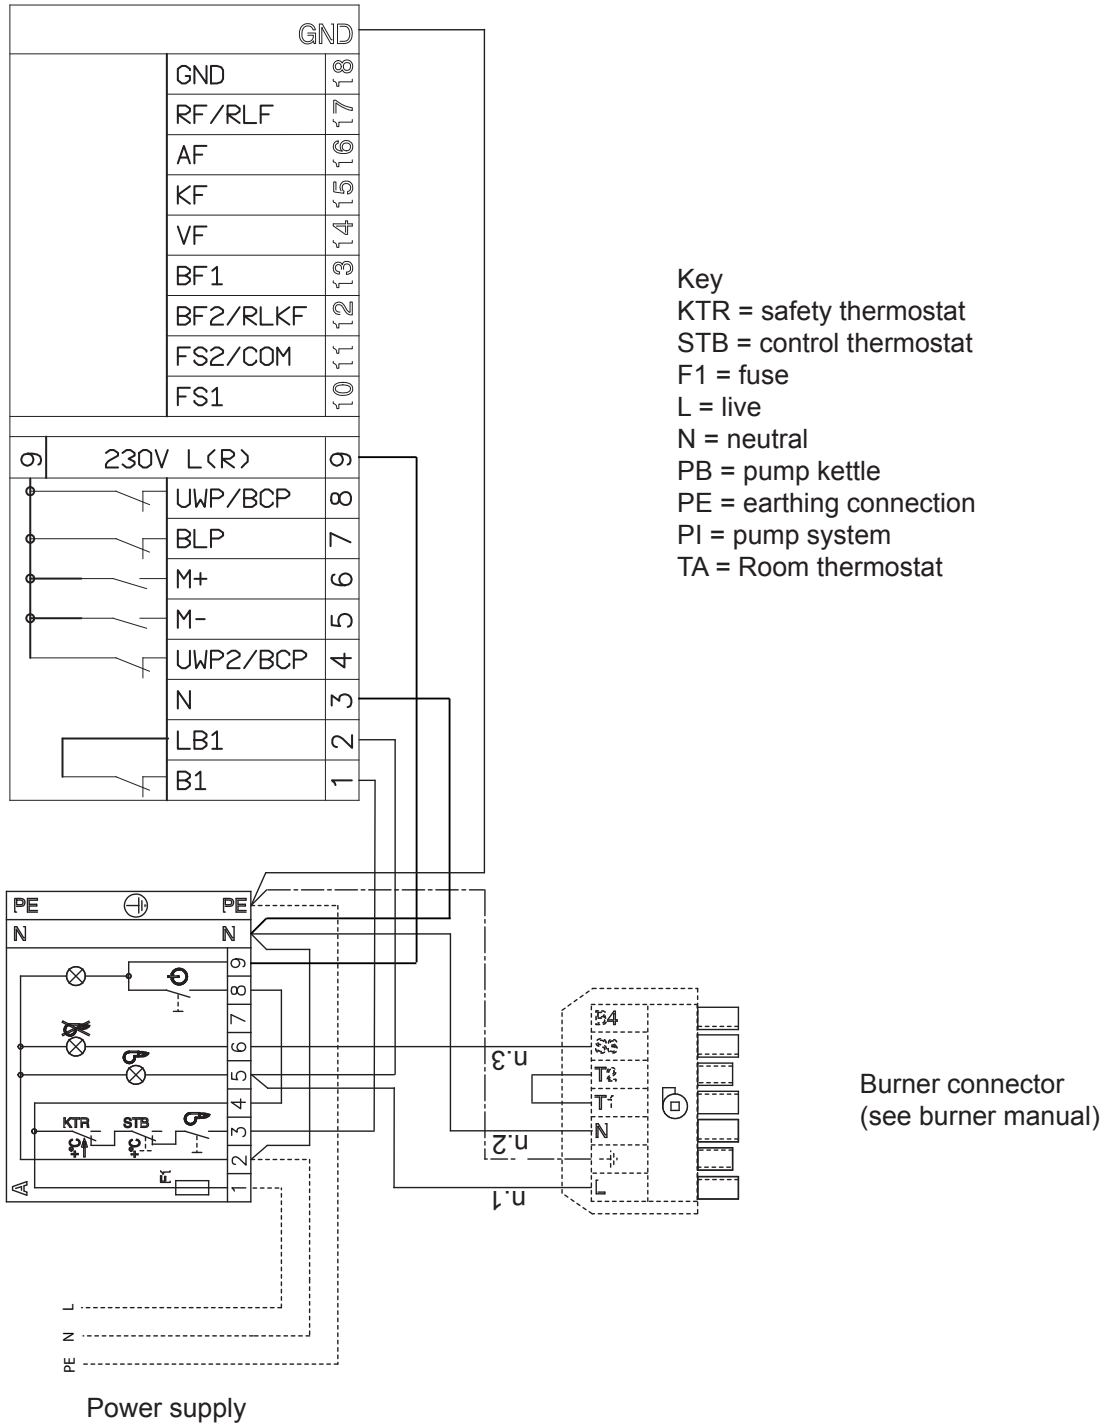 GND
GND 18
RF/RLF 17
AF 16
KF 15
VF 14
BF1 13
BF2/RLKF 12
FS2/COM 11
FS1 10
9 230V L(R) 9
UWP/BCP 8
BLP 7
M+ 6
M- 5
UWP2/BCP 4
N 3
LB1 2
B1 1
Key
KTR = safety thermostat
STB = control thermostat
F1 = fuse
L = live
N = neutral
PB = pump kettle
PE = earthing connection
PI = pump system
TA = Room thermostat
PE PE
N N
9
8
7
6
5
4
KTR STB 3
+°C +°C
2
A F1 1
n.3
n.2
n.1
T1
N
L
Burner connector
(see burner manual)
L
N
PE
Power supply